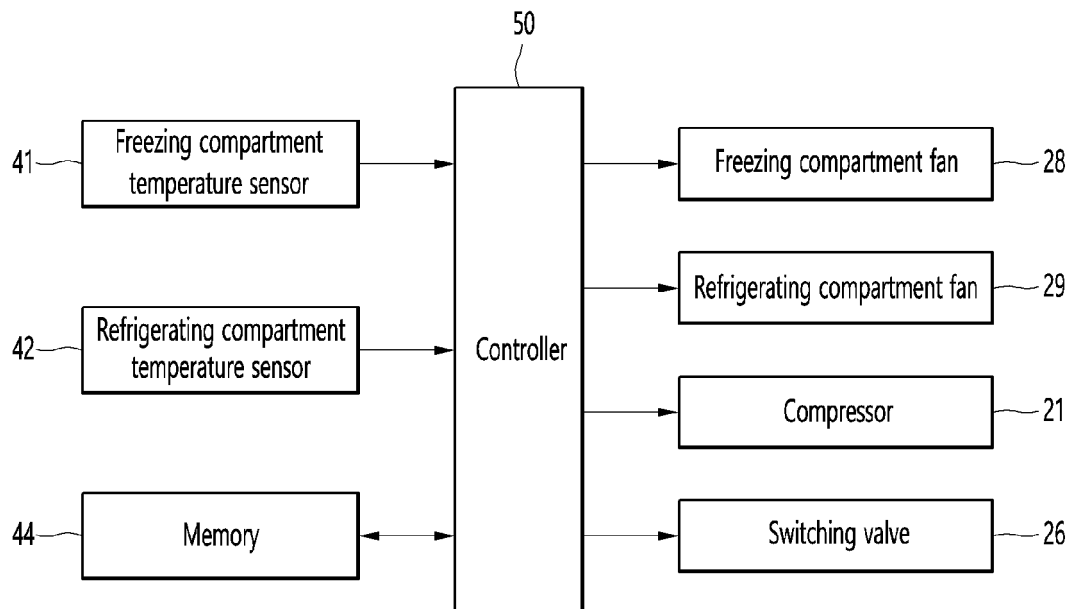 50
41
Freezing compartment
temperature sensor
42
Refrigerating compartment
temperature sensor
44
Memory
Controller
Freezing compartment fan
28
Refrigerating compartment fan
29
Compressor
21
Switching valve
26